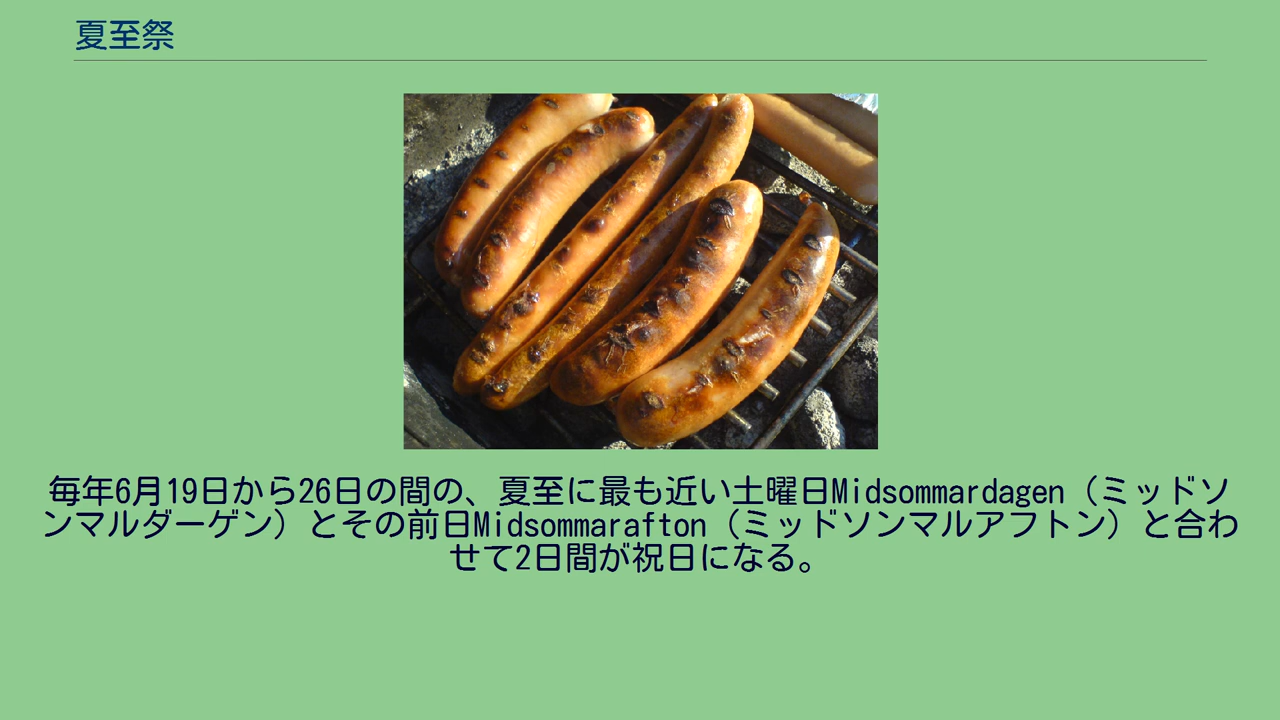 夏至祭
毎年6月19日から26日の間の、夏至に最も近い土曜日Midsommardagen（ミッドソ
ンマルダーゲン）とその前日Midsommarafton（ミッドソンマルアフトン）と合わ
せて2日間が祝日になる。